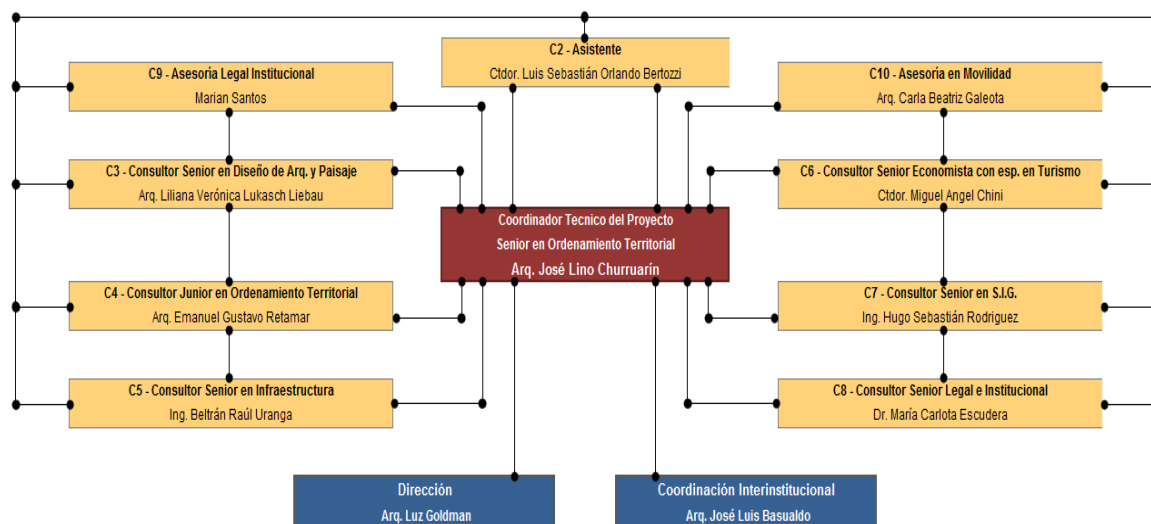 C2 - Asistente
Ctdor. Luis Sebastián Orlando Bertozzi
C9 - Asesoría Legal Institucional
Marian Santos
C10 - Asesoría en Movilidad
Arq. Carla Beatriz Galeota
C3 - Consultor Senior en Diseño de Arq. y Paisaje
Arq. Liliana Verónica Lukasch Liebau
C6 - Consultor Senior Economista con esp. en Turismo
Ctdor. Miguel Angel Chini
Coordinador Tecnico del Proyecto
Senior en Ordenamiento Territorial
Arq. José Lino Churruarín
C4 - Consultor Junior en Ordenamiento Territorial
Arq. Emanuel Gustavo Retamar
C7 - Consultor Senior en S.I.G.
Ing. Hugo Sebastián Rodriguez
C5 - Consultor Senior en Infraestructura
Ing. Beltrán Raúl Uranga
C8 - Consultor Senior Legal e Institucional
Dr. María Carlota Escudera
Dirección
Arq. Luz Goldman
Coordinación Interinstitucional
Arq. José Luis Basualdo